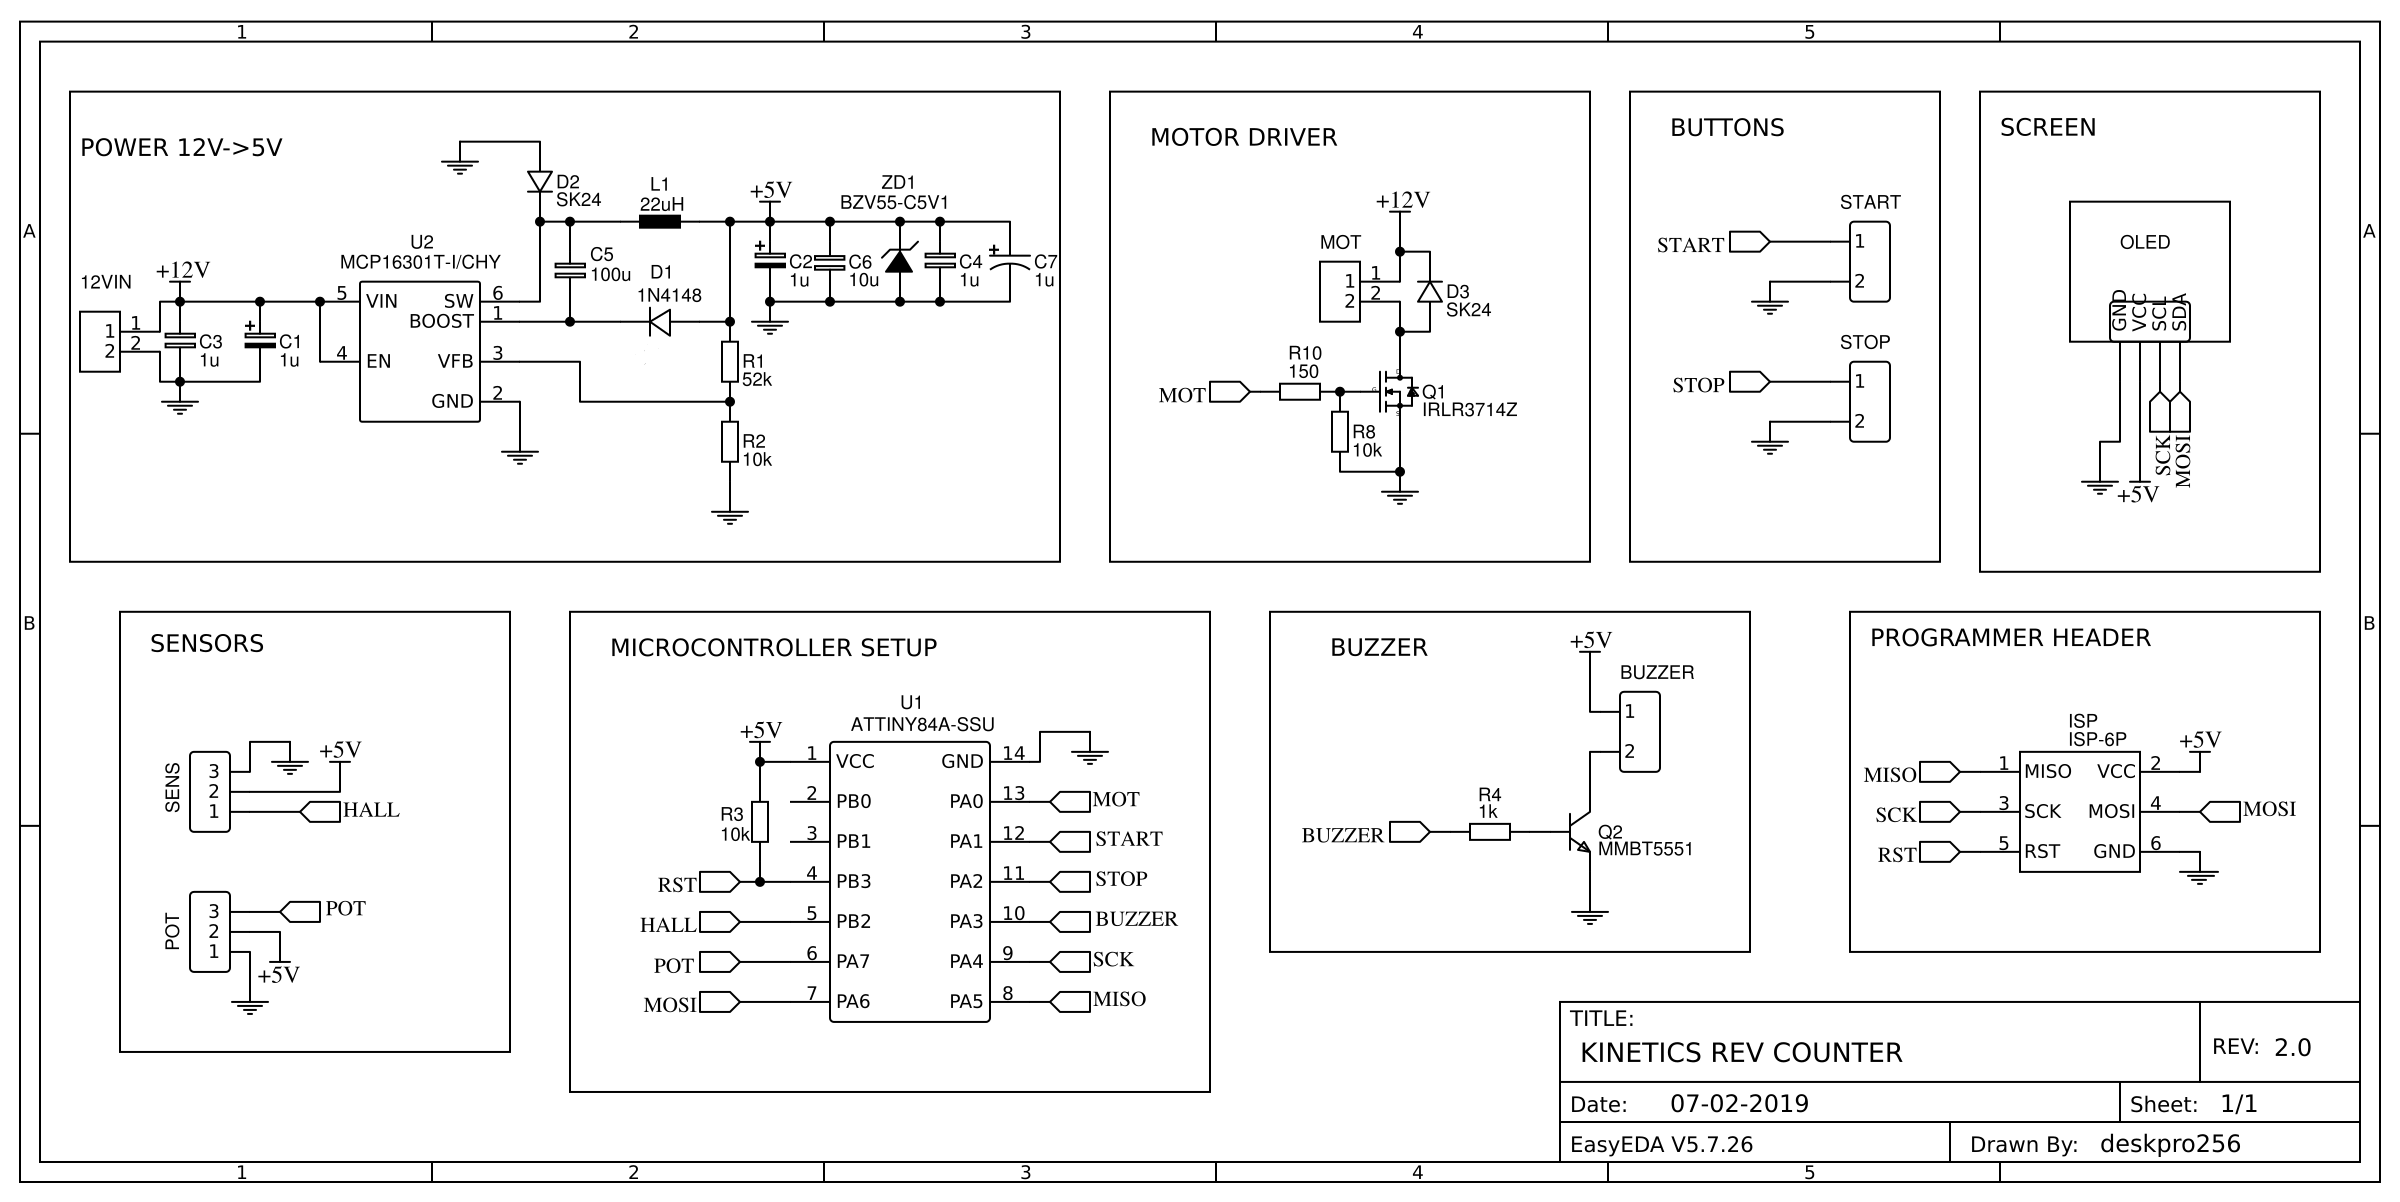 1 2 3 4 5
A A
B B
POWER 12V->5V
12VIN
1
2
1
2
+12V
C3
1u
C1
1u
U2
MCP16301T-I/CHY
5 VIN
4 EN
SW 6
BOOST 1
VFB 3
GND 2
D2
SK24
C5
100u
L1
22uH
D1
1N4148
R1
52k
R2
10k
+5V
C2
1u
C6
10u
ZD1
BZV55-C5V1
C4
1u
C7
1u
MOTOR DRIVER
+12V
MOT
1
2
1
2
D3
SK24
MOT
R10
150
R8
10k
Q1
IRLR3714Z
BUTTONS
START
START
1
2
STOP
STOP
1
2
SCREEN
OLED
GND
VCC
SCL
SDA
SCK
MOSI
+5V
SENSORS
SENS
3
2
1
+5V
HALL
POT
3
2
1
POT
+5V
MICROCONTROLLER SETUP
U1
ATTINY84A-SSU
+5V
R3
10k
1 VCC GND 14
2 PB0 PA0 13 MOT
3 PB1 PA1 12 START
RST 4 PB3 PA2 11 STOP
HALL 5 PB2 PA3 10 BUZZER
POT 6 PA7 PA4 9 SCK
MOSI 7 PA6 PA5 8 MISO
BUZZER
+5V
BUZZER
1
2
BUZZER
R4
1k
Q2
MMBT5551
PROGRAMMER HEADER
ISP
ISP-6P
+5V
MISO 1 MISO VCC 2
SCK 3 SCK MOSI 4 MOSI
RST 5 RST GND 6
TITLE:
KINETICS REV COUNTER
REV: 2.0
Date: 07-02-2019
Sheet: 1/1
EasyEDA V5.7.26
Drawn By: deskpro256
1 2 3 4 5